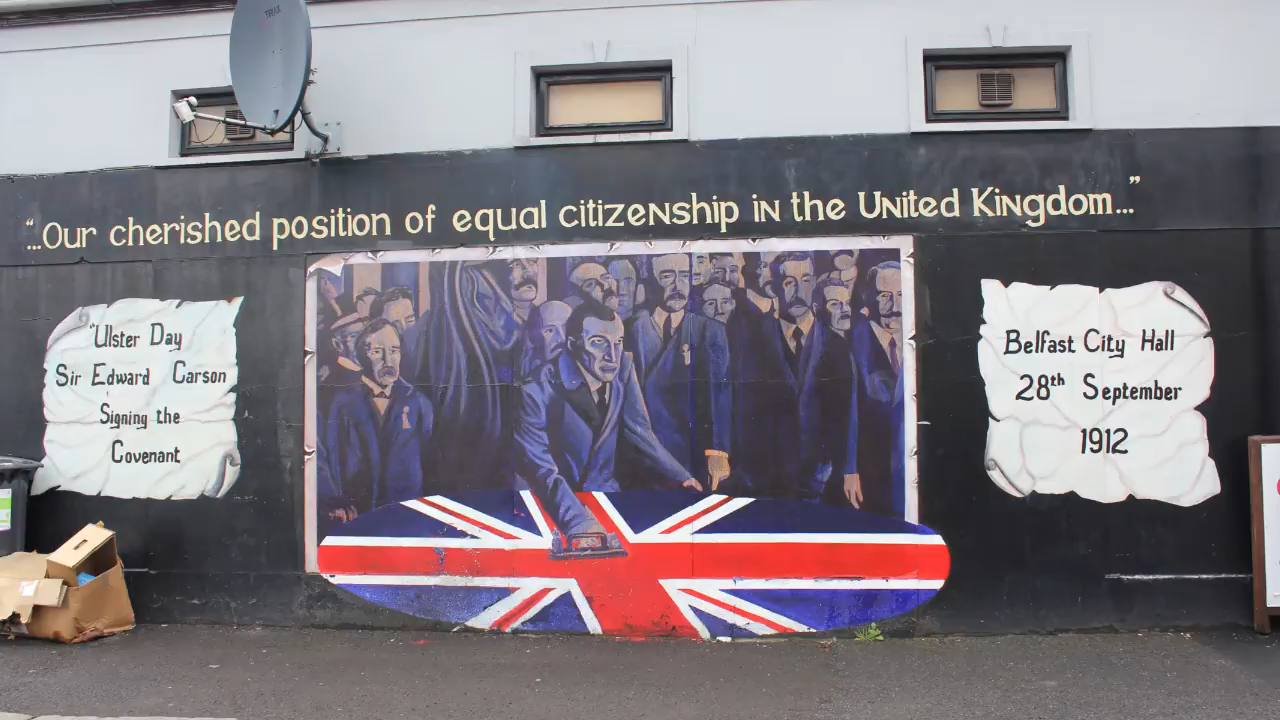 TRIAX
"...Our cherished position of equal citizenship in the United Kingdom..."
"Ulster Day
Sir Edward Carson
Signing the
Covenant
Belfast City Hall
28th September
1912